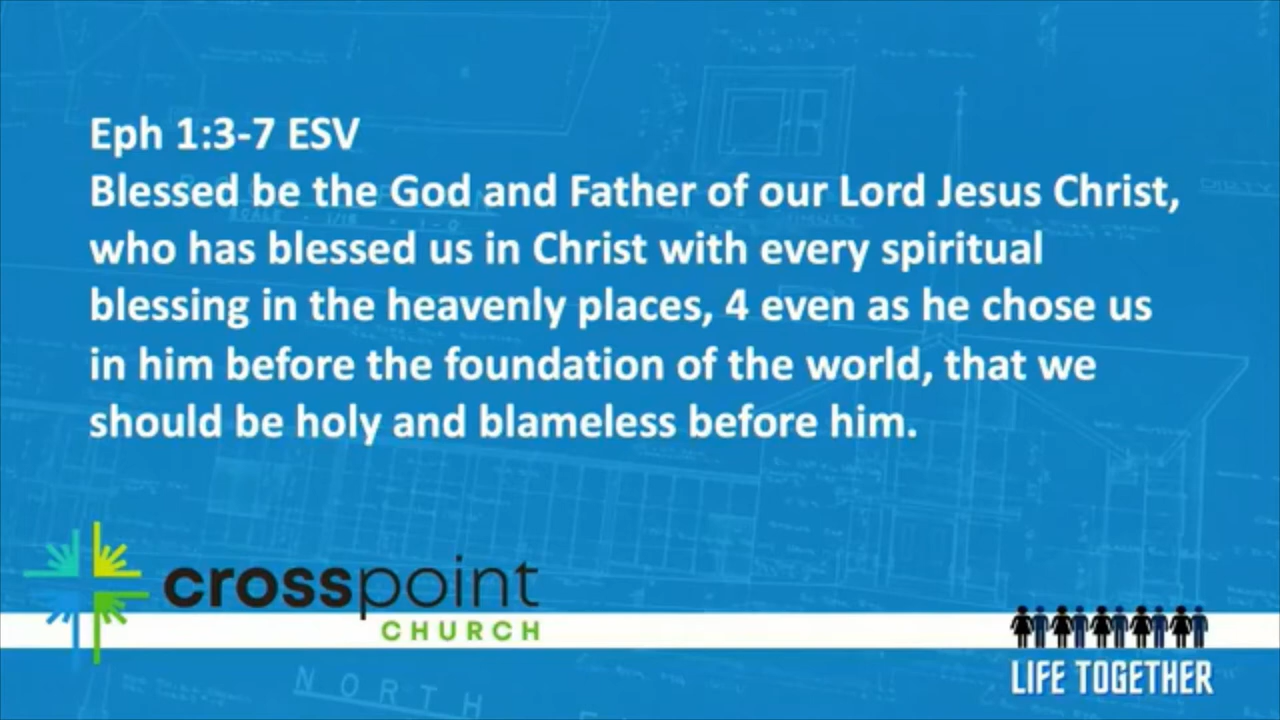 Eph 1:3-7 ESV
Blessed be the God and Father of our Lord Jesus Christ,
who has blessed us in Christ with every spiritual
blessing in the heavenly places, 4 even as he chose us
in him before the foundation of the world, that we
should be holy and blameless before him.
crosspoint
CHURCH
LIFE TOGETHER
NORTH